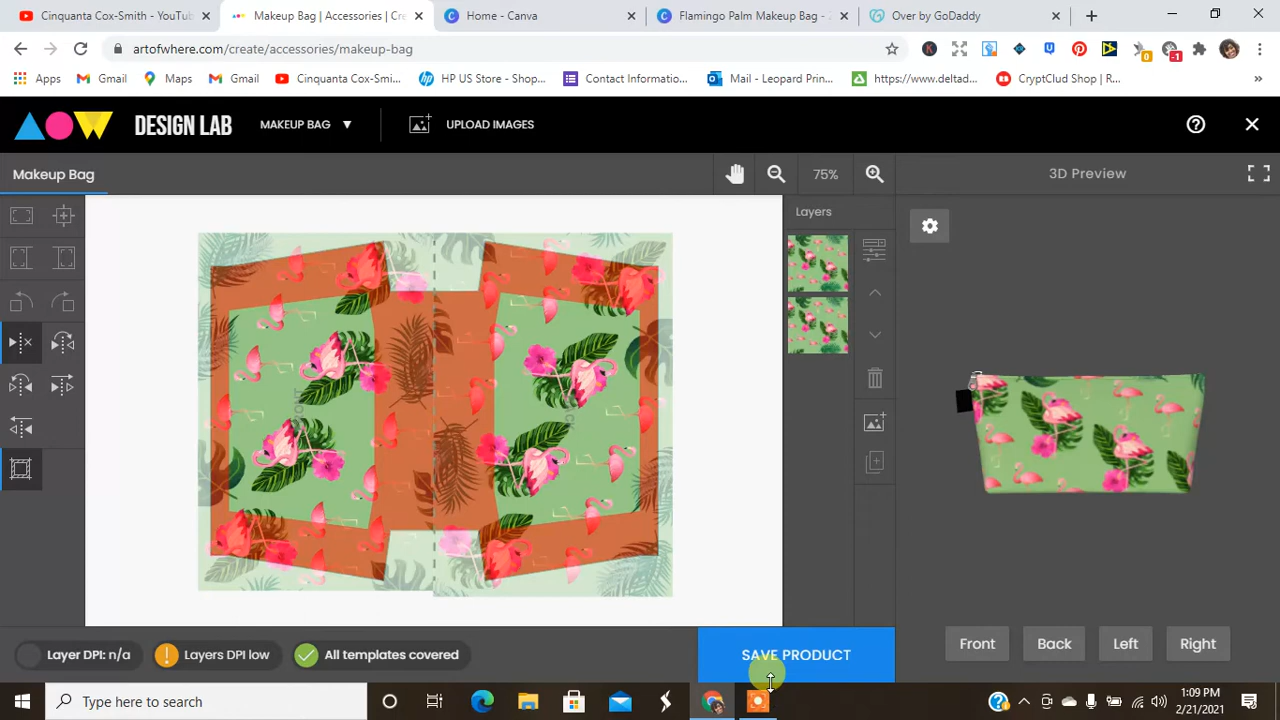 Cinquanta Cox-Smith - YouTube
Makeup Bag | Accessories | Cre
Home - Canva
Flamingo Palm Makeup Bag -
Over by GoDaddy
artofwhere.com/create/accessories/makeup-bag
Apps
Gmail
Maps
Gmail
Cinquanta Cox-Smi...
HP US Store - Shop...
Contact Informatio...
Mail - Leopard Prin...
https://www.deltad...
CryptClud Shop | R...
AOW
DESIGN LAB
MAKEUP BAG
UPLOAD IMAGES
Makeup Bag
75%
3D Preview
Layers
FRONT
Layer DPI: n/a
Layers DPI low
All templates covered
SAVE PRODUCT
Front
Back
Left
Right
Type here to search
1:09 PM
2/21/2021